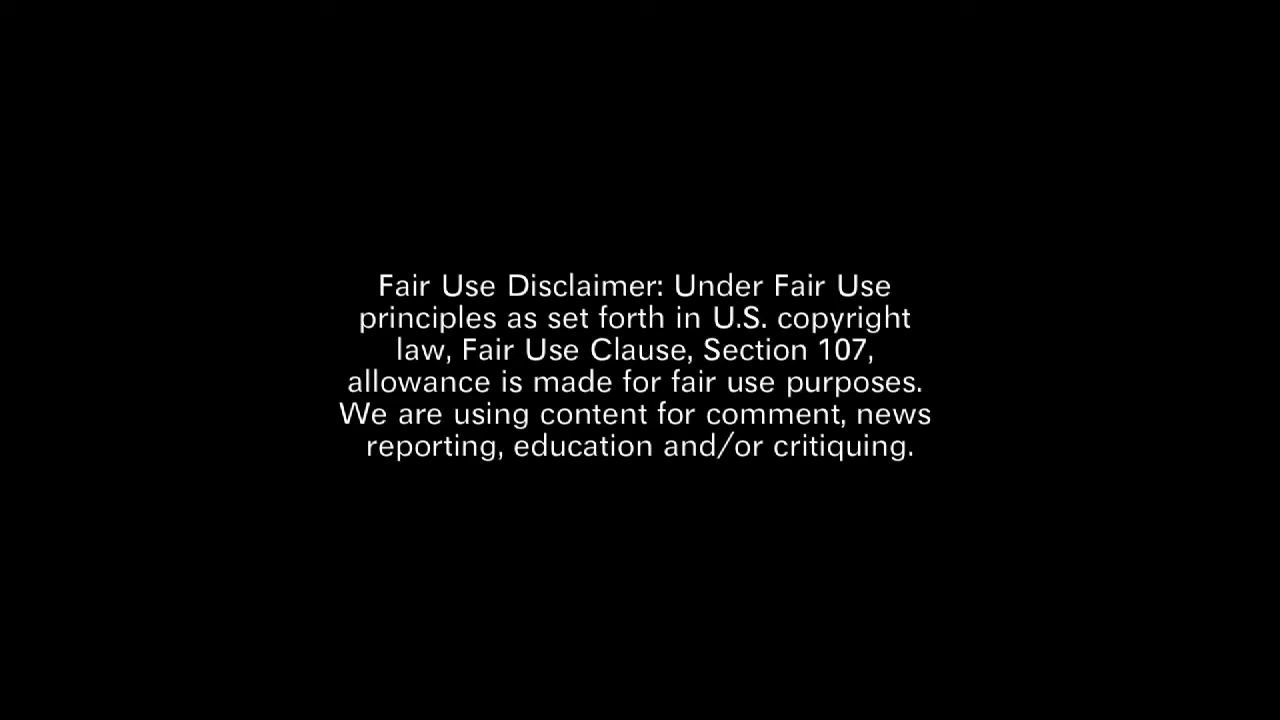 Fair Use Disclaimer: Under Fair Use
principles as set forth in U.S. copyright
law, Fair Use Clause, Section 107,
allowance is made for fair use purposes.
We are using content for comment, news
reporting, education and/or critiquing.